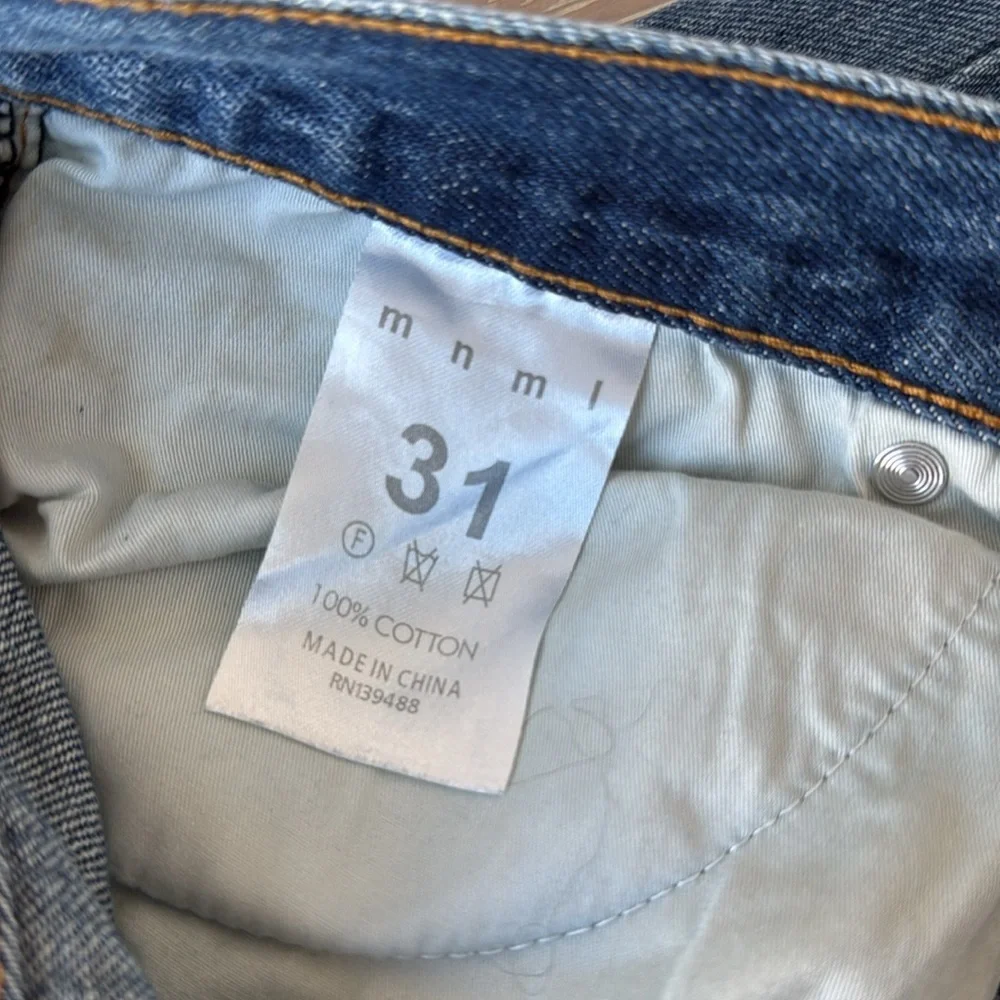 m n m l
31
F
100% COTTON
MADE IN CHINA
RN139488